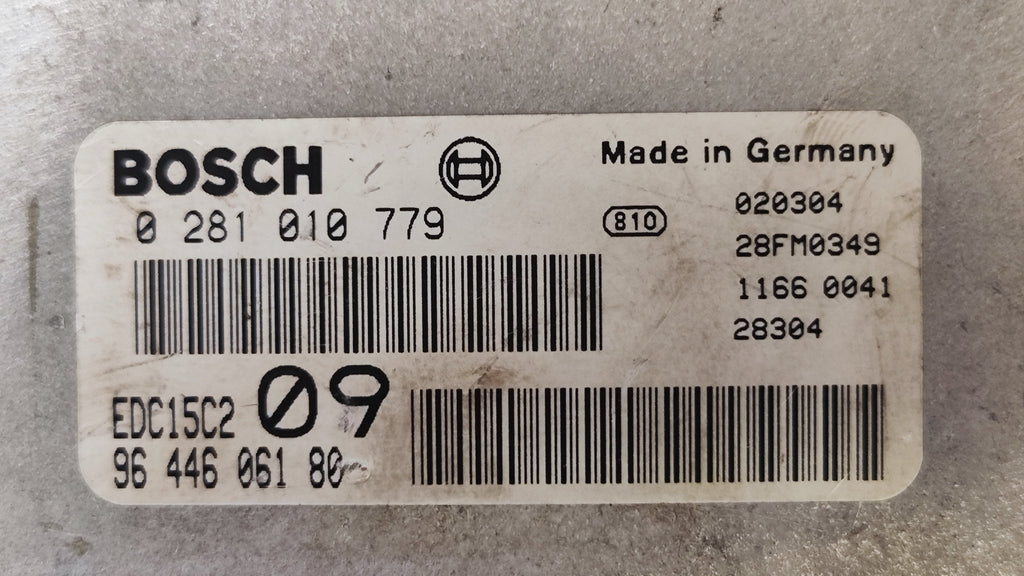 BOSCH
Made in Germany
0 281 010 779
810
020304
28FM0349
1166 0041
28304
EDC15C2 09
96 446 061 80